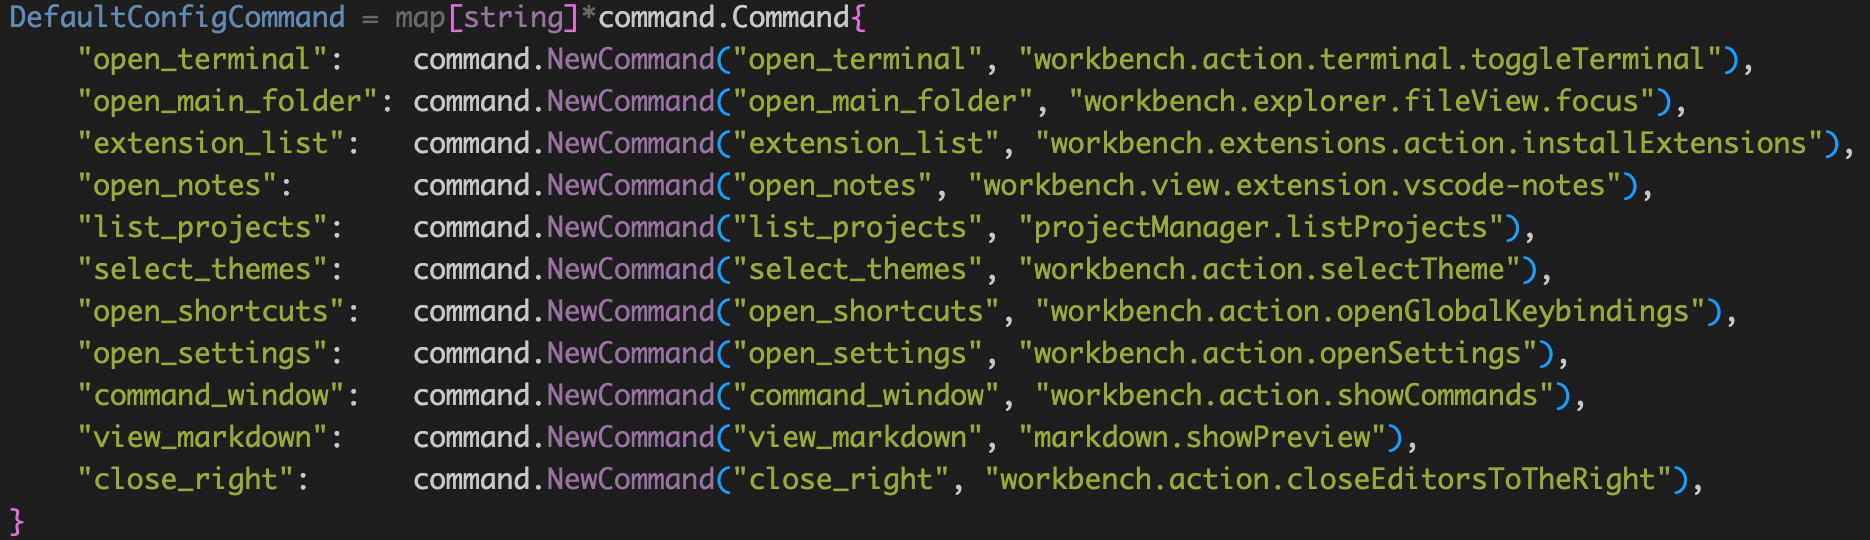 DefaultConfigCommand = map[string]*command.Command{
    "open_terminal":    command.NewCommand("open_terminal", "workbench.action.terminal.toggleTerminal"),
    "open_main_folder": command.NewCommand("open_main_folder", "workbench.explorer.fileView.focus"),
    "extension_list":   command.NewCommand("extension_list", "workbench.extensions.action.installExtensions"),
    "open_notes":       command.NewCommand("open_notes", "workbench.view.extension.vscode-notes"),
    "list_projects":    command.NewCommand("list_projects", "projectManager.listProjects"),
    "select_themes":    command.NewCommand("select_themes", "workbench.action.selectTheme"),
    "open_shortcuts":   command.NewCommand("open_shortcuts", "workbench.action.openGlobalKeybindings"),
    "open_settings":    command.NewCommand("open_settings", "workbench.action.openSettings"),
    "command_window":   command.NewCommand("command_window", "workbench.action.showCommands"),
    "view_markdown":    command.NewCommand("view_markdown", "markdown.showPreview"),
    "close_right":      command.NewCommand("close_right", "workbench.action.closeEditorsToTheRight"),
}